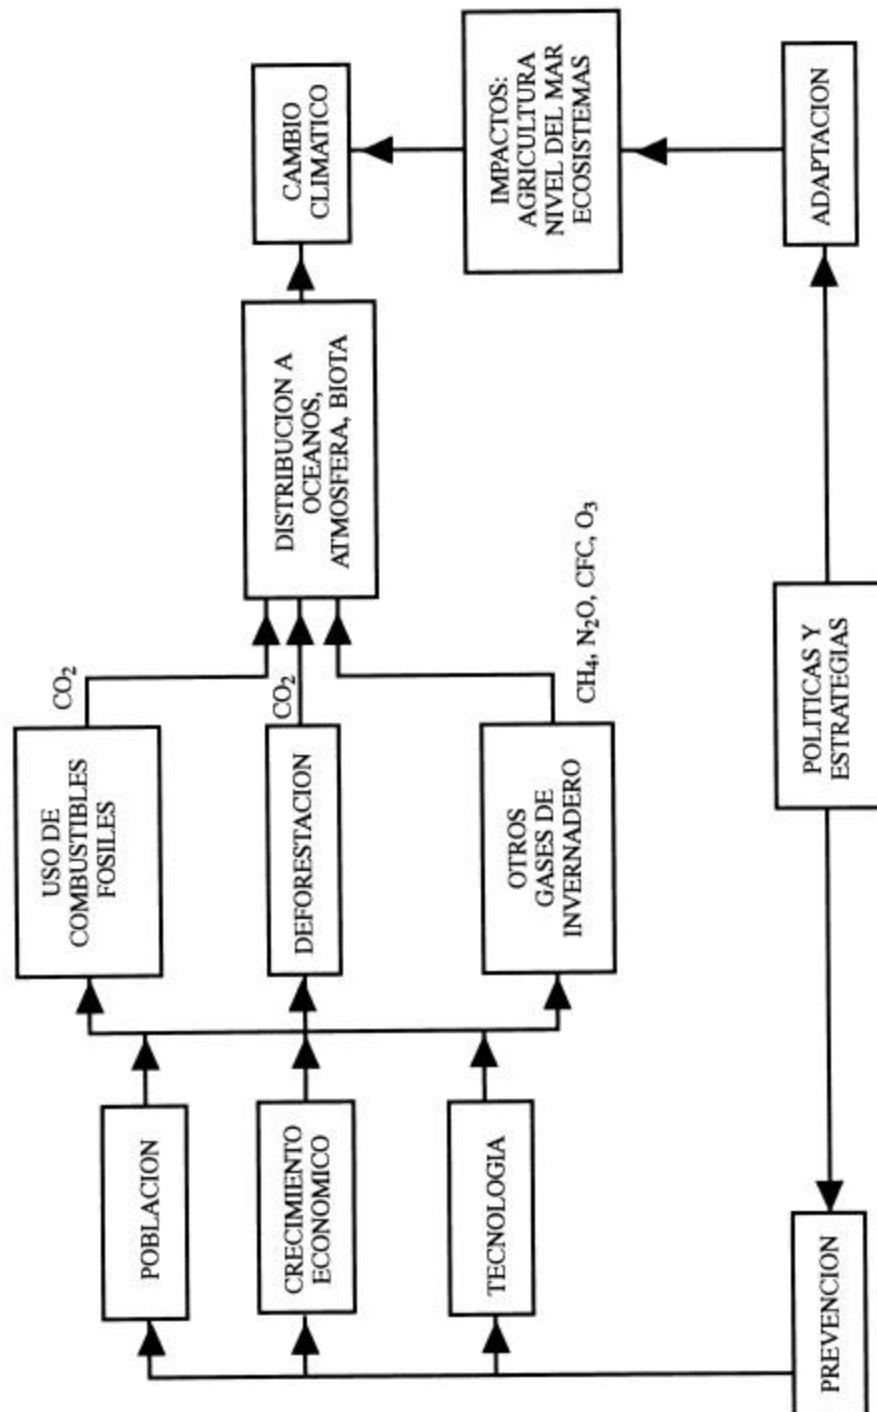 POBLACION
CRECIMIENTO
ECONOMICO
TECNOLOGIA
USO DE
COMBUSTIBLES
FOSILES
CO₂
DEFORESTACION
CO₂
OTROS
GASES DE
INVERNADERO
CH₄, N₂O, CFC, O₃
DISTRIBUCION A
OCEANOS,
ATMOSFERA, BIOTA
CAMBIO
CLIMATICO
IMPACTOS:
AGRICULTURA
NIVEL DEL MAR
ECOSISTEMAS
PREVENCION
POLITICAS Y
ESTRATEGIAS
ADAPTACION